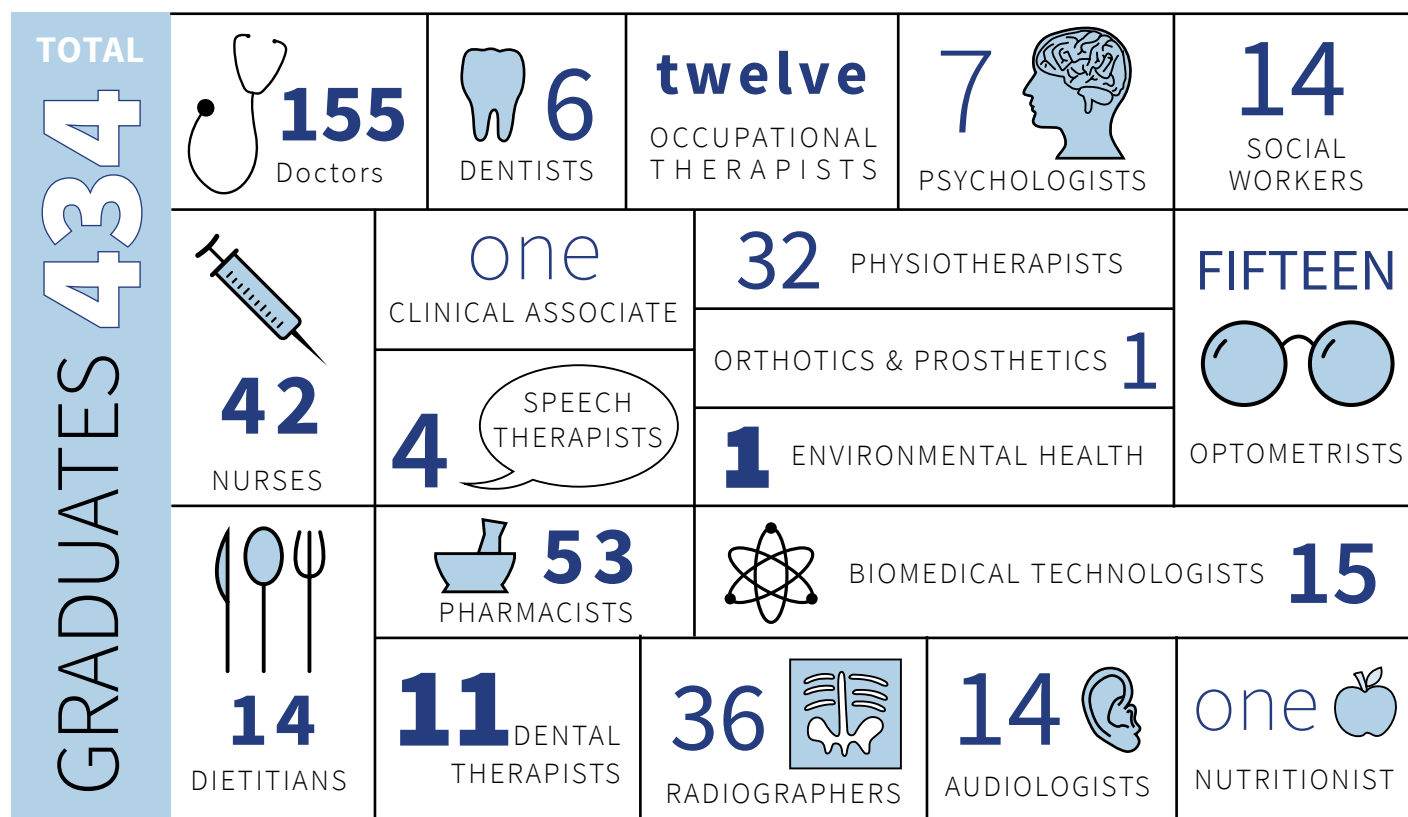 TOTAL
GRADUATES 434
155
Doctors
6
DENTISTS
twelve
OCCUPATIONAL
THERAPISTS
7
PSYCHOLOGISTS
14
SOCIAL
WORKERS
42
NURSES
one
CLINICAL ASSOCIATE
4
SPEECH
THERAPISTS
32 PHYSIOTHERAPISTS
ORTHOTICS & PROSTHETICS 1
1 ENVIRONMENTAL HEALTH
FIFTEEN
OPTOMETRISTS
14
DIETITIANS
53
PHARMACISTS
BIOMEDICAL TECHNOLOGISTS 15
11 DENTAL
THERAPISTS
36
RADIOGRAPHERS
14
AUDIOLOGISTS
one
NUTRITIONIST